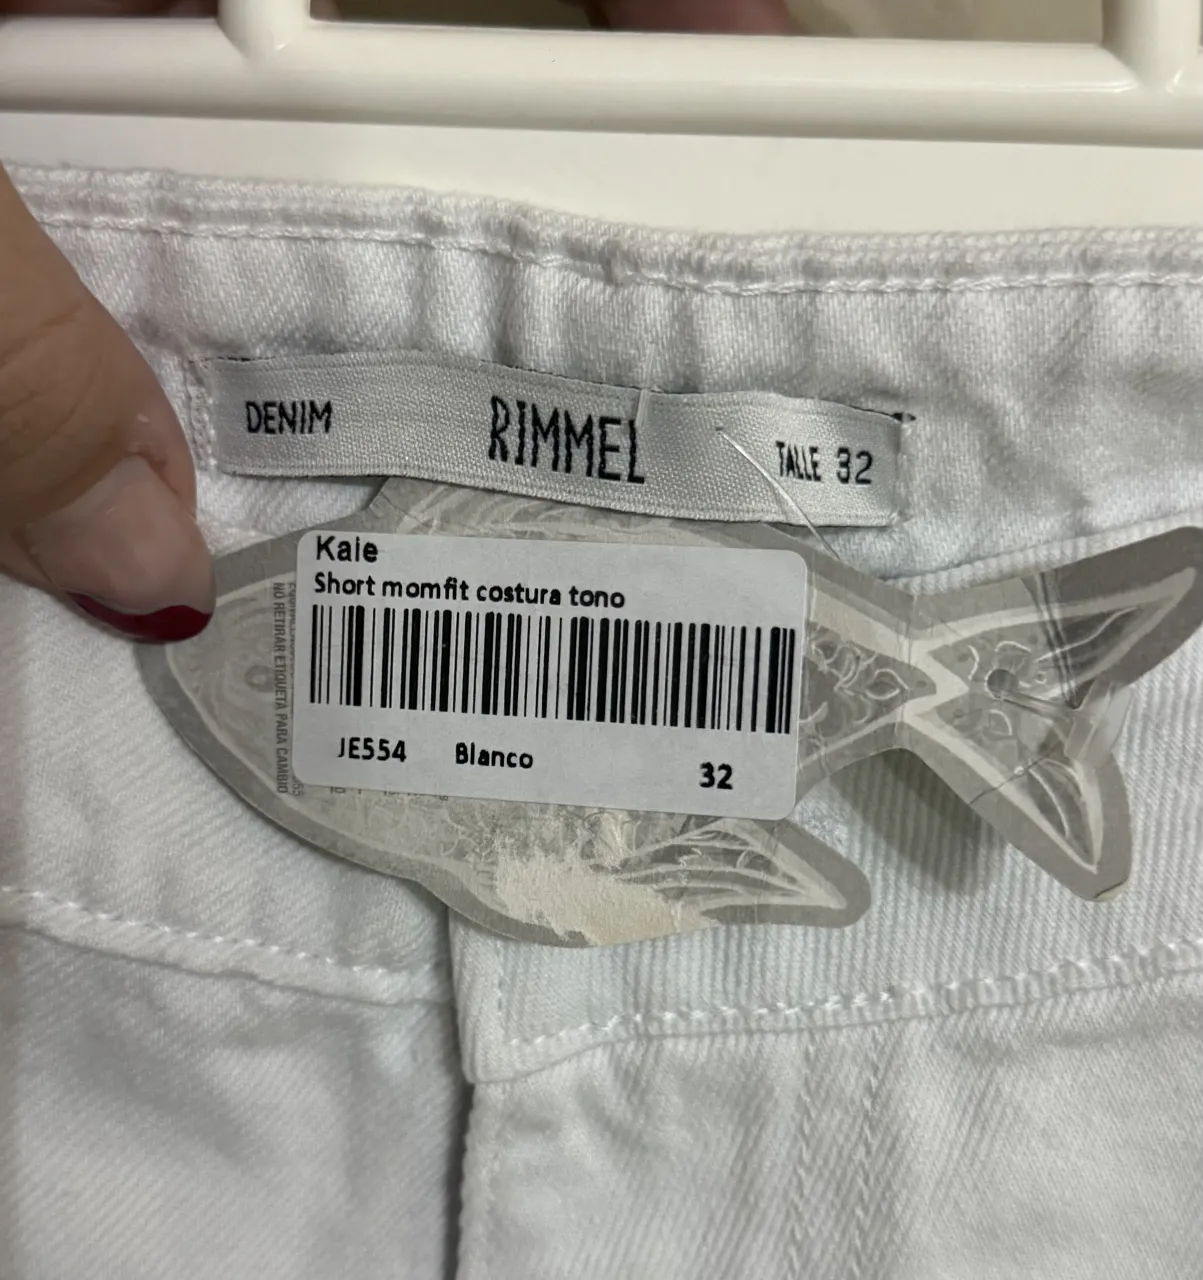 DENIM RIMMEL TALLE 32
Kaie
Short momfit costura tono
JE554 Blanco 32
NO RETIRAR ETIQUETA PARA CAMBIO